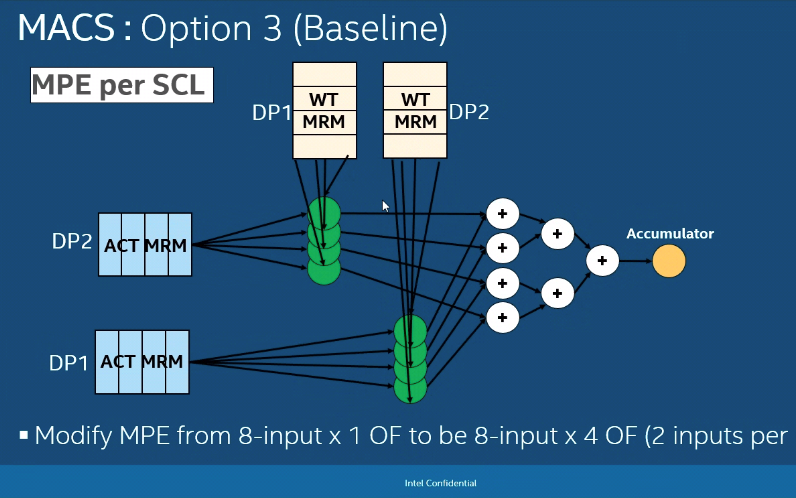 MACS : Option 3 (Baseline)
MPE per SCL
DP1
WT
MRM
WT
MRM
DP2
DP2
ACT MRM
+
+
+
+
+
+
+
Accumulator
DP1
ACT MRM
▪ Modify MPE from 8-input x 1 OF to be 8-input x 4 OF (2 inputs per
Intel Confidential